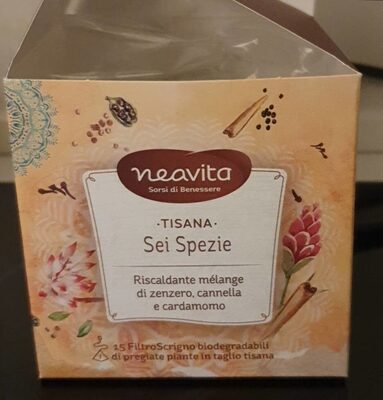 neavita
Sorsi di Benessere
·TISANA·
Sei Spezie
Riscaldante mélange
di zenzero, cannella
e cardamomo
15 FiltroScrigno biodegradabili
di pregiate piante in taglio tisana